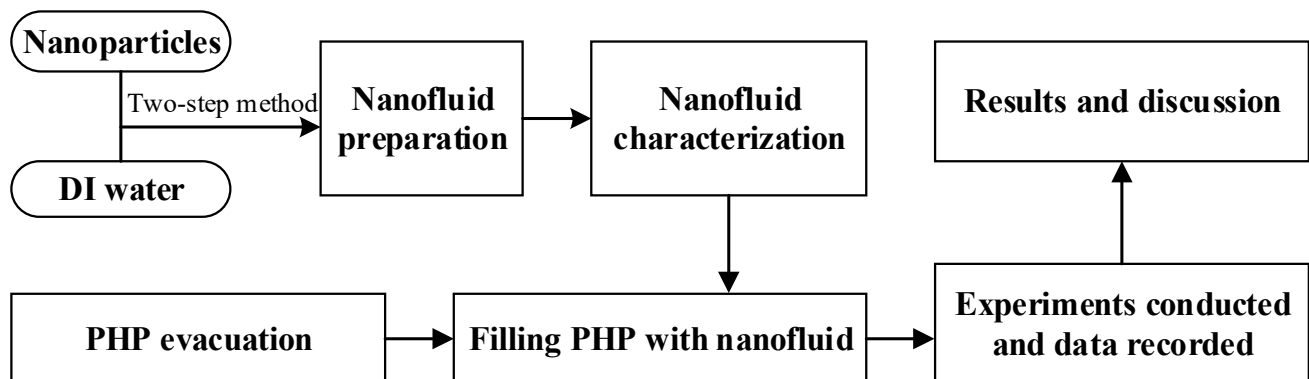 Nanoparticles
Two-step method
DI water
Nanofluid
preparation
Nanofluid
characterization
Results and discussion
PHP evacuation
Filling PHP with nanofluid
Experiments conducted
and data recorded